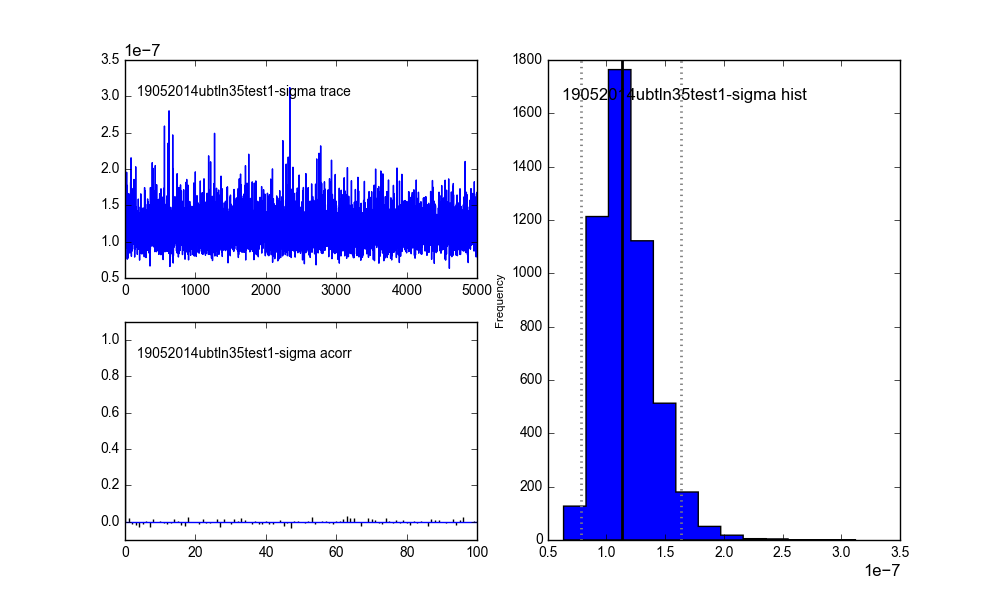 1e−7
3.5
3.0
2.5
2.0
1.5
1.0
0.5
19052014ubtln35test1-sigma trace
0 1000 2000 3000 4000 5000
1.0
0.8
0.6
0.4
0.2
0.0
19052014ubtln35test1-sigma acorr
0 20 40 60 80 100
Frequency
1800
1600
1400
1200
1000
800
600
400
200
0
19052014ubtln35test1-sigma hist
0.5 1.0 1.5 2.0 2.5 3.0 3.5
1e−7